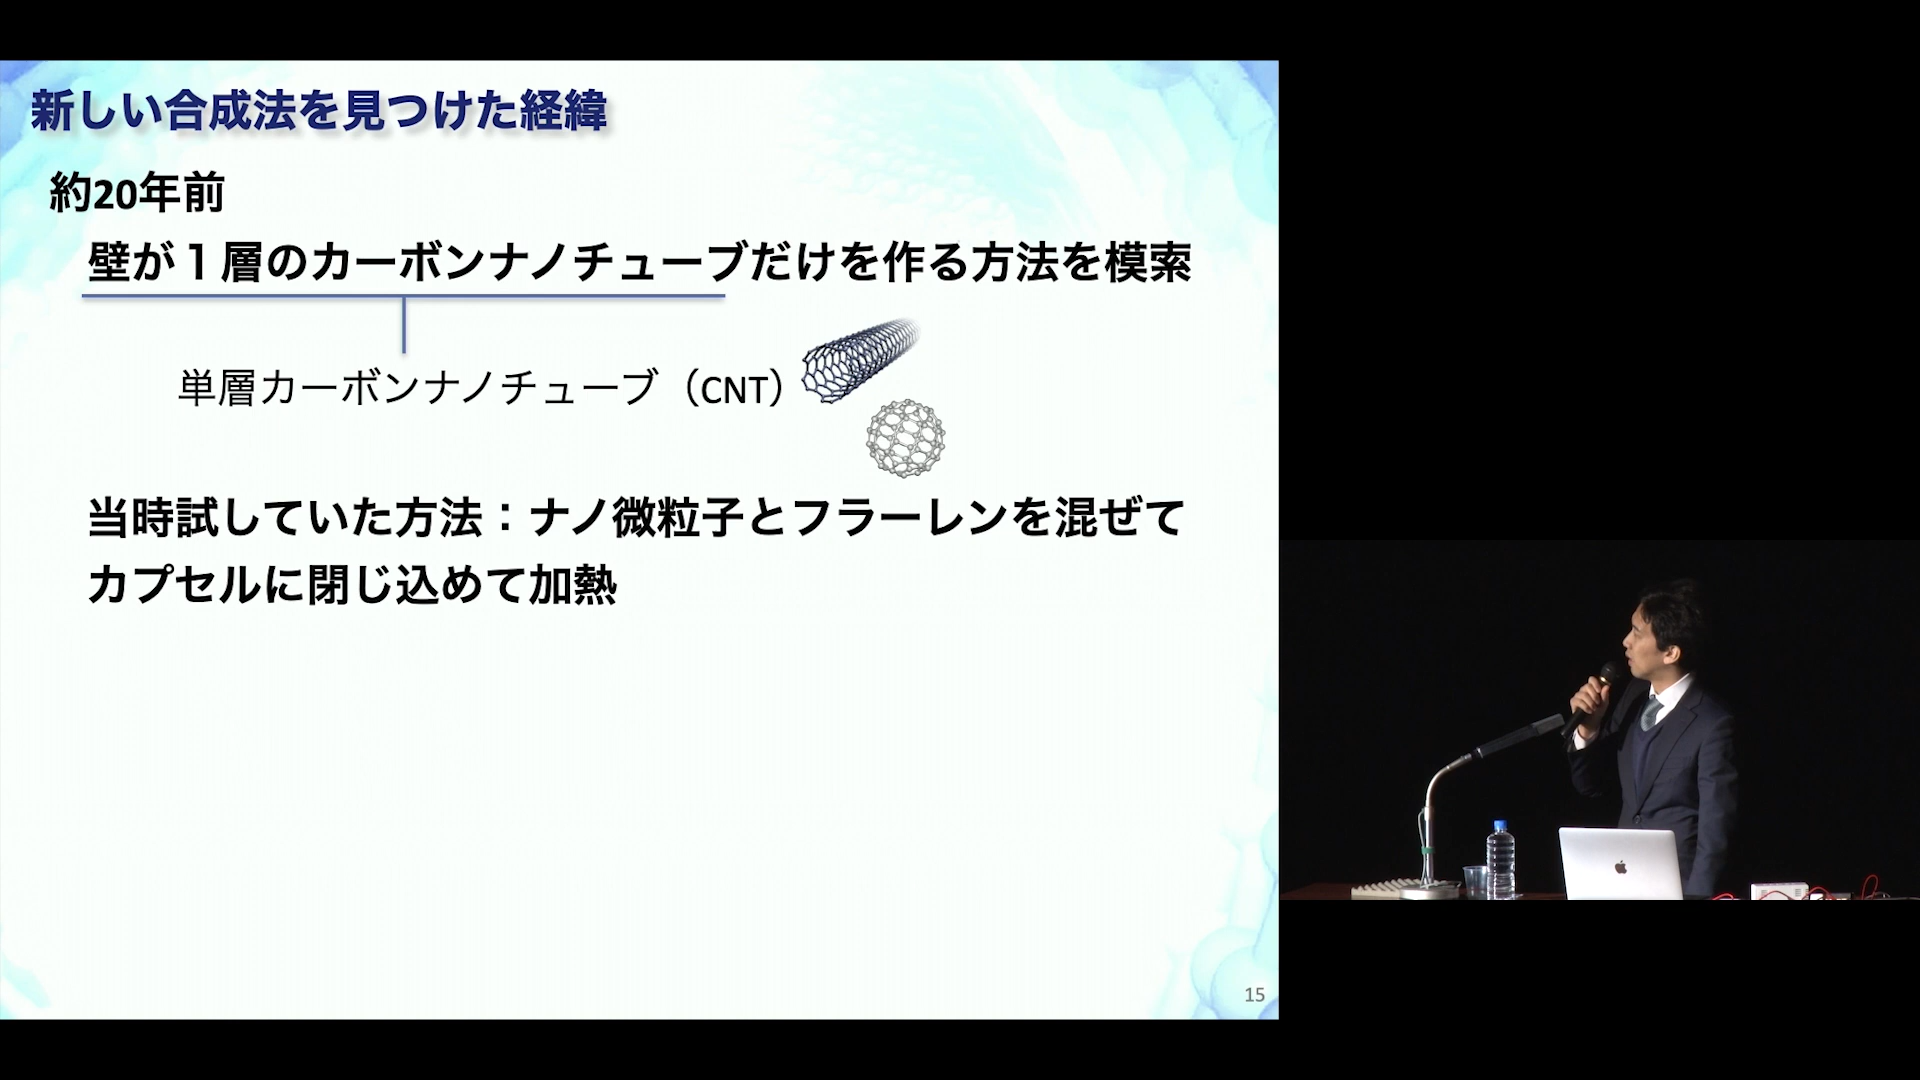 新しい合成法を見つけた経緯
約20年前
壁が１層のカーボンナノチューブだけを作る方法を模索
単層カーボンナノチューブ（CNT）
当時試していた方法：ナノ微粒子とフラーレンを混ぜて
カプセルに閉じ込めて加熱
15